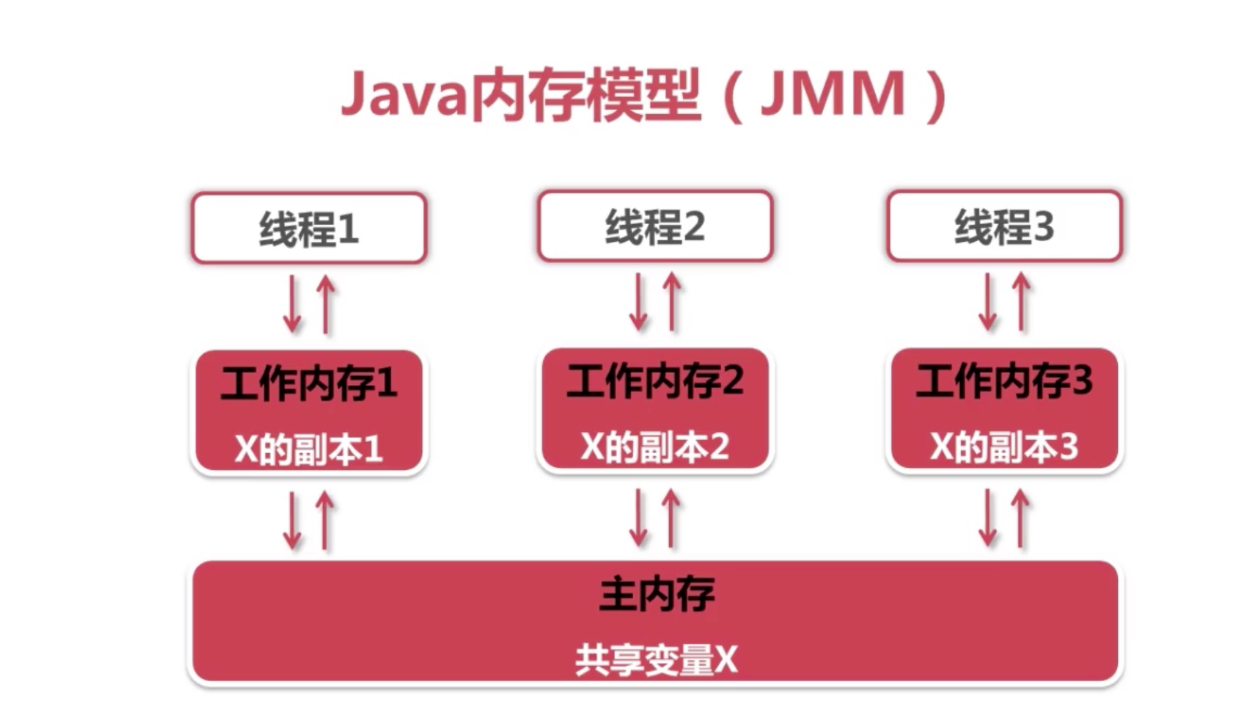 Java内存模型（JMM）
线程1
线程2
线程3
工作内存1
X的副本1
工作内存2
X的副本2
工作内存3
X的副本3
主内存
共享变量X